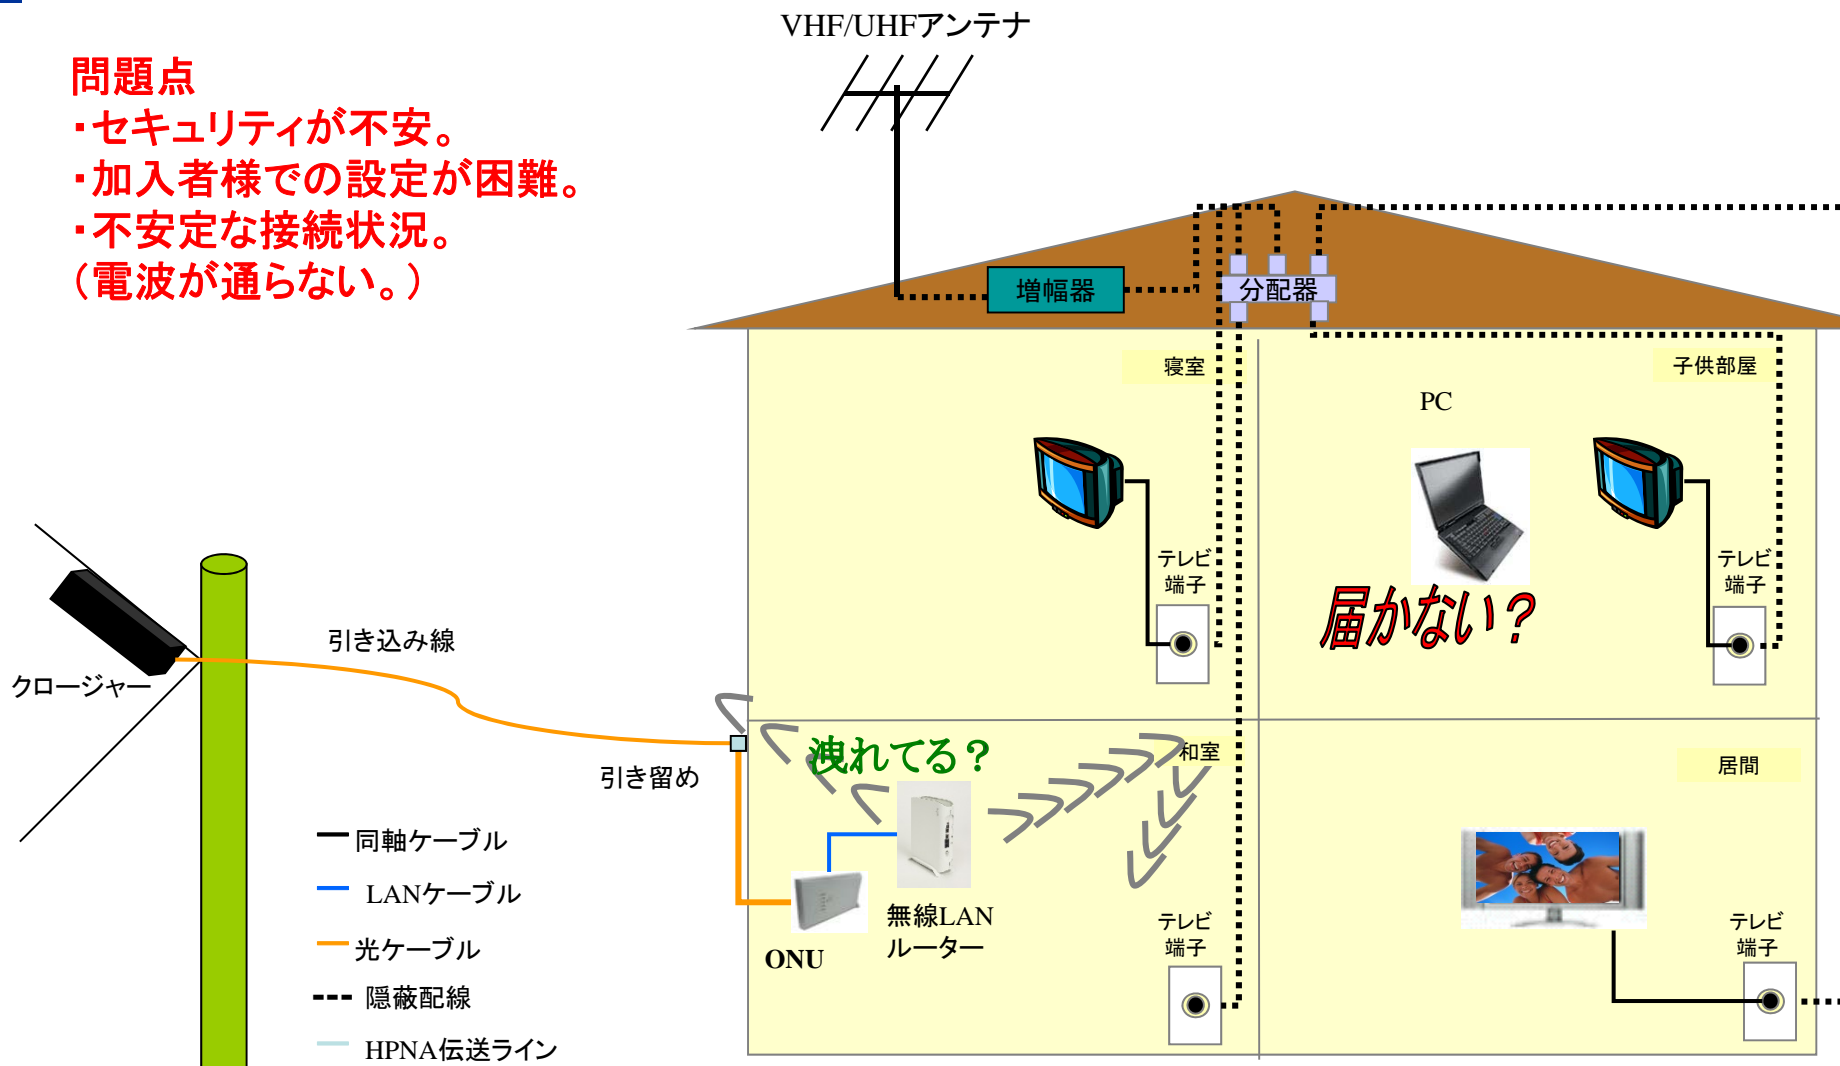 VHF/UHFアンテナ
問題点
・セキュリティが不安。
・加入者様での設定が困難。
・不安定な接続状況。
（電波が通らない。）
増幅器
分配器
寝室
子供部屋
PC
テレビ
端子
テレビ
端子
届かない？
引き込み線
クロージャー
引き留め
洩れてる？
和室
居間
同軸ケーブル
LANケーブル
光ケーブル
隠蔽配線
HPNA伝送ライン
ONU
無線LAN
ルーター
テレビ
端子
テレビ
端子